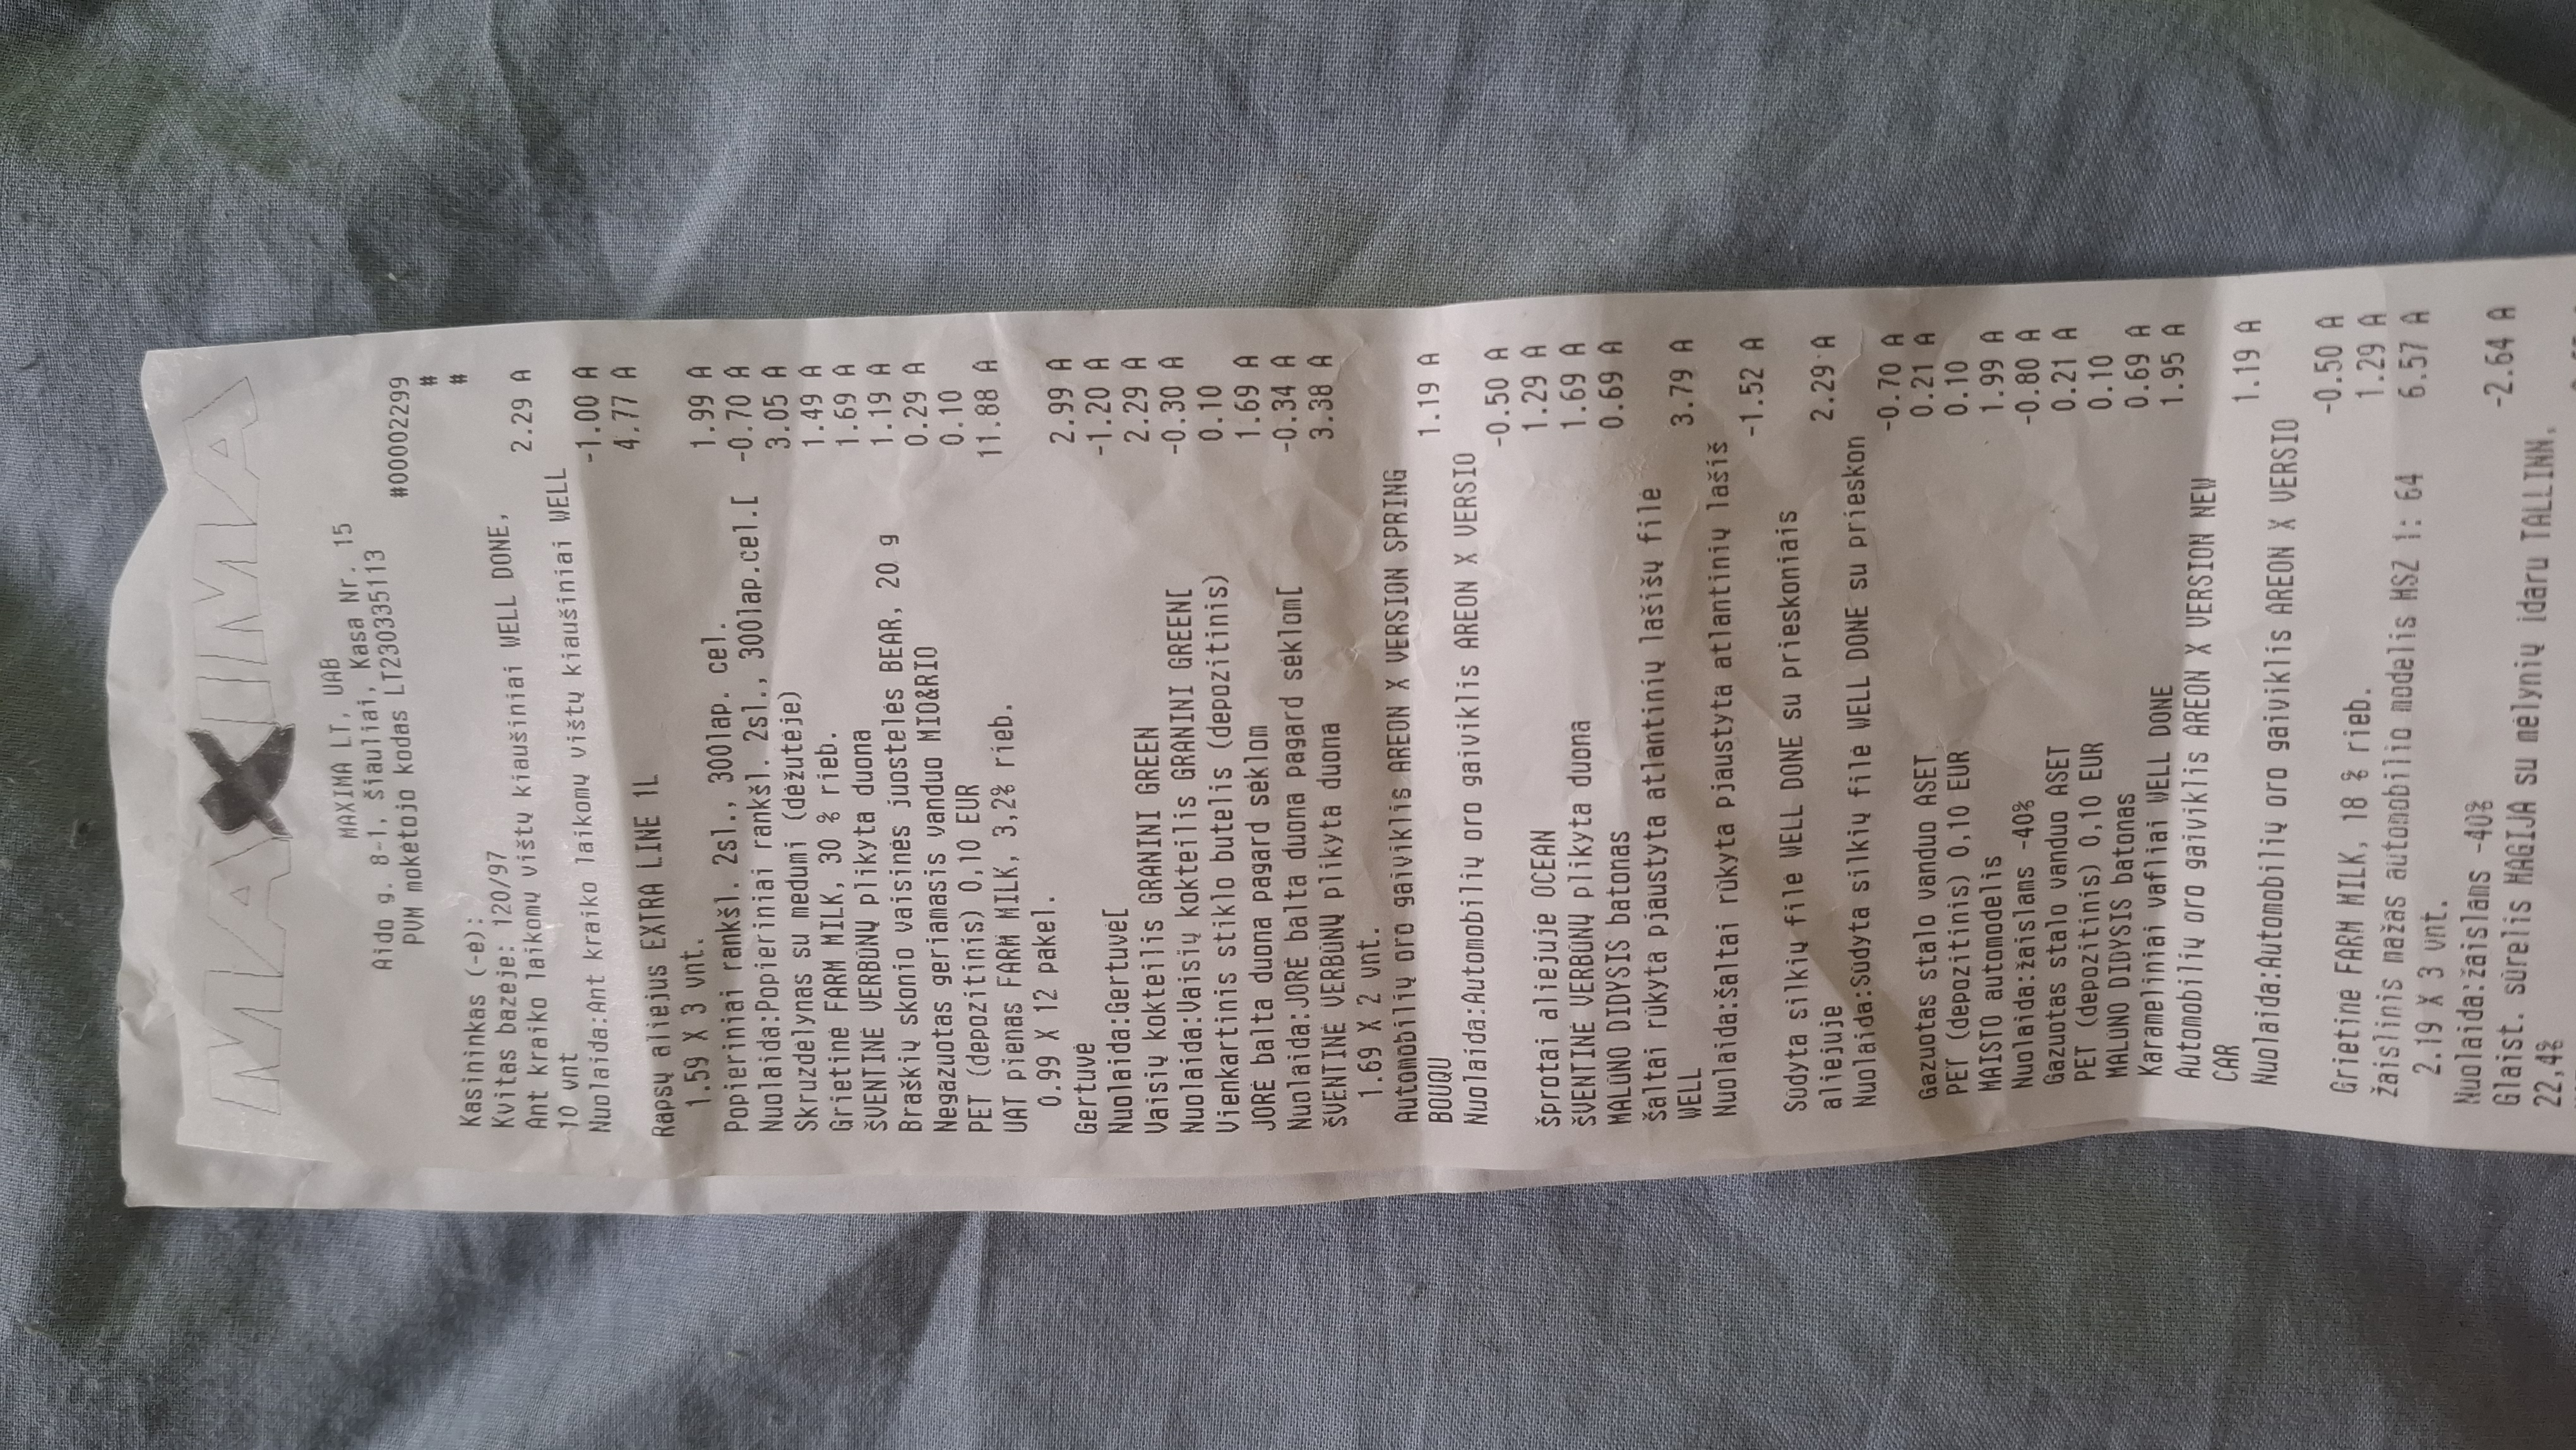 MAXIMA
MAXIMA LT, UAB
Aido g. 8-1, Šiauliai, Kasa Nr. 15
PVM mokėtojo kodas LT230335113
#00002299
#
Kasininkas (-ė): #
Kvitas bazėje: 120/97
Ant kraiko laikomų vištų kiaušiniai WELL DONE,
10 vnt 2.29 A
Nuolaida:Ant kraiko laikomų vištų kiaušiniai WELL
-1.00 A
Rapsų aliejus EXTRA LINE 1L 4.77 A
1.59 X 3 vnt.
Popieriniai rankšl. 2sl., 300lap. cel. 1.99 A
Nuolaida:Popieriniai rankšl. 2sl., 300lap.cel.[ -0.70 A
Skruzdėlynas su medumi (dėžutėje) 3.05 A
Grietinė FARM MILK, 30 % rieb. 1.49 A
ŠVENTINĖ VERBŪNŲ plikyta duona 1.69 A
Braškių skonio vaisinės juostelės BEAR, 20 g 1.19 A
Negazuotas geriamasis vanduo MIO&RIO 0.29 A
PET (depozitinis) 0,10 EUR 0.10
UAT pienas FARM MILK, 3,2% rieb. 11.88 A
0.99 X 12 pakel.
Gertuvė 2.99 A
Nuolaida:Gertuvė[ -1.20 A
Vaisių kokteilis GRANINI GREEN 2.29 A
Nuolaida:Vaisių kokteilis GRANINI GREEN[ -0.30 A
Vienkartinis stiklo butelis (depozitinis) 0.10
JORĖ balta duona pagard sėklom 1.69 A
Nuolaida:JORĖ balta duona pagard sėklom[ -0.34 A
ŠVENTINĖ VERBŪNŲ plikyta duona 3.38 A
1.69 X 2 vnt.
Automobilių oro gaiviklis AREON X VERSION SPRING
BOUQU 1.19 A
Nuolaida:Automobilių oro gaiviklis AREON X VERSIO
-0.50 A
Šprotai aliejuje OCEAN 1.29 A
ŠVENTINĖ VERBŪNŲ plikyta duona 1.69 A
MALŪNO DIDYSIS batonas 0.69 A
Šaltai rūkyta pjaustyta atlantinių lašišų filė
WELL 3.79 A
Nuolaida:Šaltai rūkyta pjaustyta atlantinių lašiš
-1.52 A
Sūdyta silkių filė WELL DONE su prieskoniais
aliejuje 2.29 A
Nuolaida:Sūdyta silkių filė WELL DONE su prieskon
-0.70 A
Gazuotas stalo vanduo ASET 0.21 A
PET (depozitinis) 0,10 EUR 0.10
MAISTO automodelis 1.99 A
Nuolaida:žaislams -40% -0.80 A
Gazuotas stalo vanduo ASET 0.21 A
PET (depozitinis) 0,10 EUR 0.10
MALŪNO DIDYSIS batonas 0.69 A
Karameliniai vafliai WELL DONE 1.95 A
Automobilių oro gaiviklis AREON X VERSION NEW
CAR 1.19 A
Nuolaida:Automobilių oro gaiviklis AREON X VERSIO
-0.50 A
Grietinė FARM MILK, 18 % rieb. 1.29 A
Žaislinis mažas automobilio modelis MSZ 1: 64 6.57 A
2.19 X 3 vnt.
Nuolaida:žaislams -40% -2.64 A
Glaist. sūrelis MAGIJA su mėlynių įdaru TALLINN,
22,4%